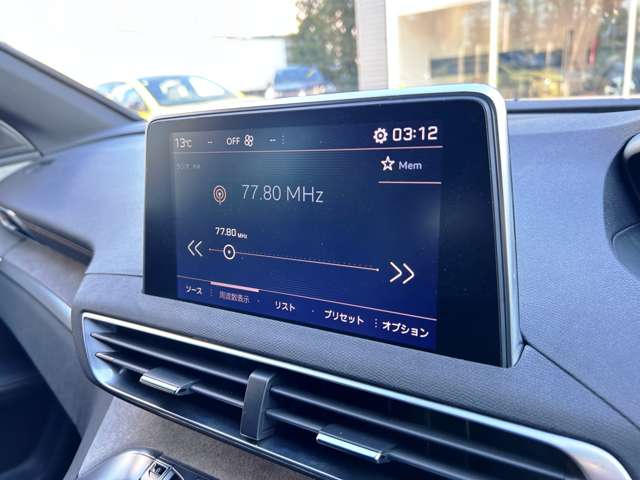 13℃ -- OFF -- 03:12
Mem
77.80 MHz
77.80 MHz
ソース 周波数表示 リスト プリセット オプション